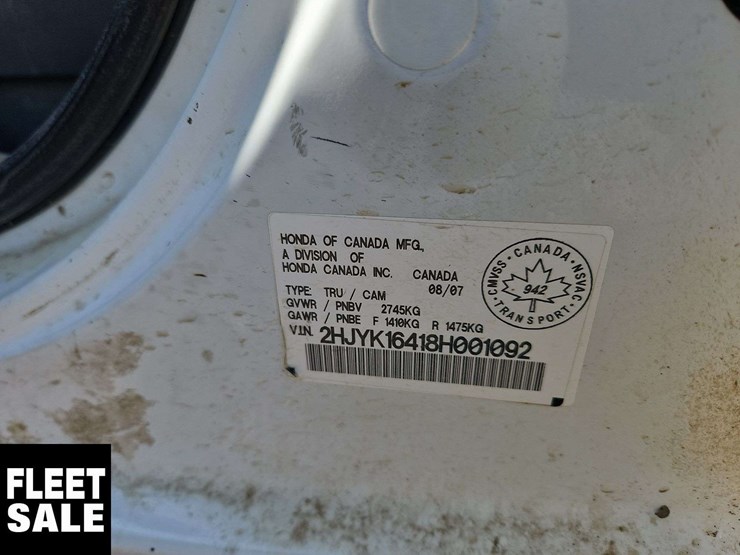 HONDA OF CANADA MFG,
A DIVISION OF
HONDA CANADA INC. CANADA
TYPE: TRU / CAM 08/07
GVWR / PNBV 2745KG
GAWR / PNBE F 1410KG R 1475KG
V.I.N. 2HJYK16418H001092
CANADA · NSVAC · TRANSPORT · CMVSS
942
FLEET
SALE